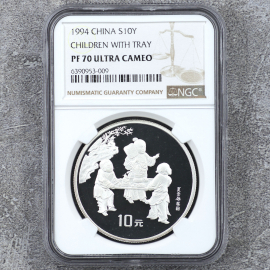 1994 CHINA S10Y
CHILDREN WITH TRAY
PF 70 ULTRA CAMEO
6390953-009
NUMISMATIC GUARANTY COMPANY
NGC
10元